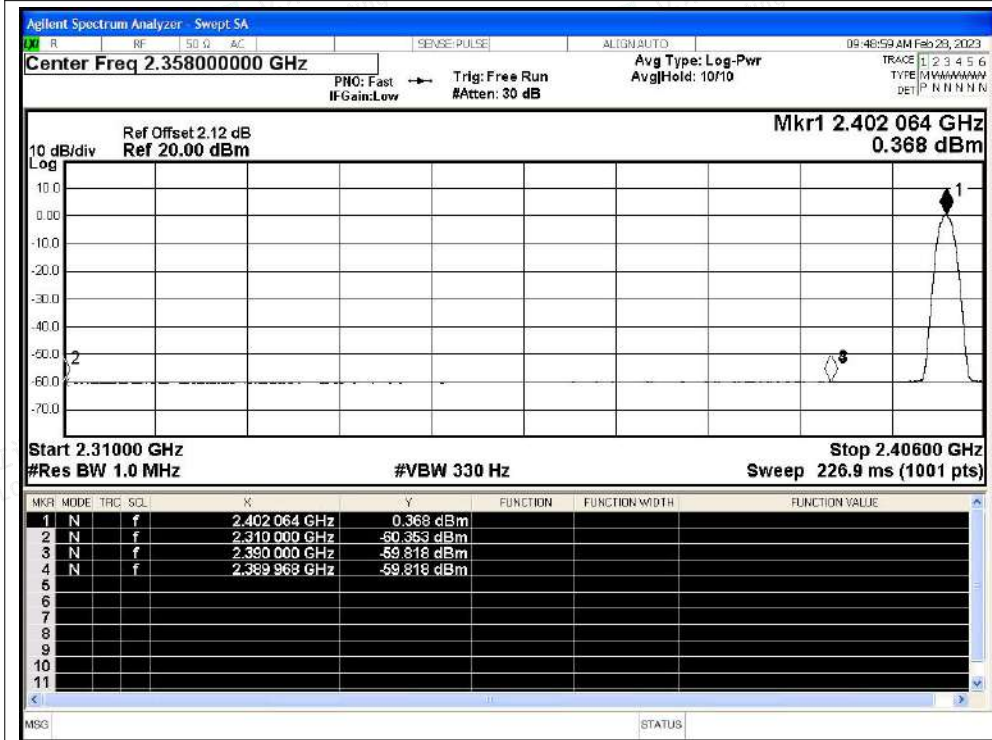 Agilent Spectrum Analyzer - Swept SA
LXI R RF 50 Ω AC SENSE:PULSE ALIGN AUTO 09:48:59 AM Feb 28, 2023
Center Freq 2.358000000 GHz
PNO: Fast
IFGain:Low
Trig: Free Run
#Atten: 30 dB
Avg Type: Log-Pwr
Avg|Hold: 10/10
TRACE 1 2 3 4 5 6
TYPE M WWWWW
DET P N N N N N
Mkr1 2.402 064 GHz
0.368 dBm
Ref Offset 2.12 dB
10 dB/div Ref 20.00 dBm
Log
10.0
1
0.00
-10.0
-20.0
-30.0
-40.0
-50.0
2
-60.0
-70.0
Start 2.31000 GHz Stop 2.40600 GHz
#Res BW 1.0 MHz #VBW 330 Hz Sweep 226.9 ms (1001 pts)
MKR MODE TRC SCL X Y FUNCTION FUNCTION WIDTH FUNCTION VALUE
1 N f 2.402 064 GHz 0.368 dBm
2 N f 2.310 000 GHz -60.353 dBm
3 N f 2.390 000 GHz -59.818 dBm
4 N f 2.389 968 GHz -59.818 dBm
5
6
7
8
9
10
11
MSG STATUS